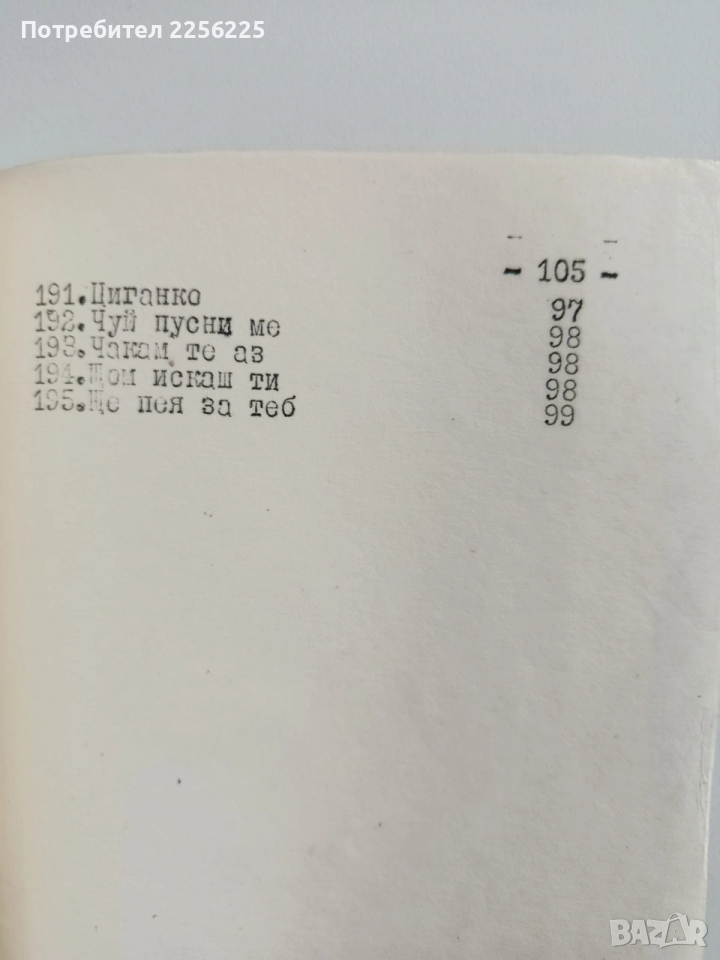 Потребител 2256225
- 105 -
191.Циганко 97
192.Чуй пусни ме 98
193.Чакам те аз 98
194.Щом искаш ти 98
195.Ще пея за теб 99
BAZAR